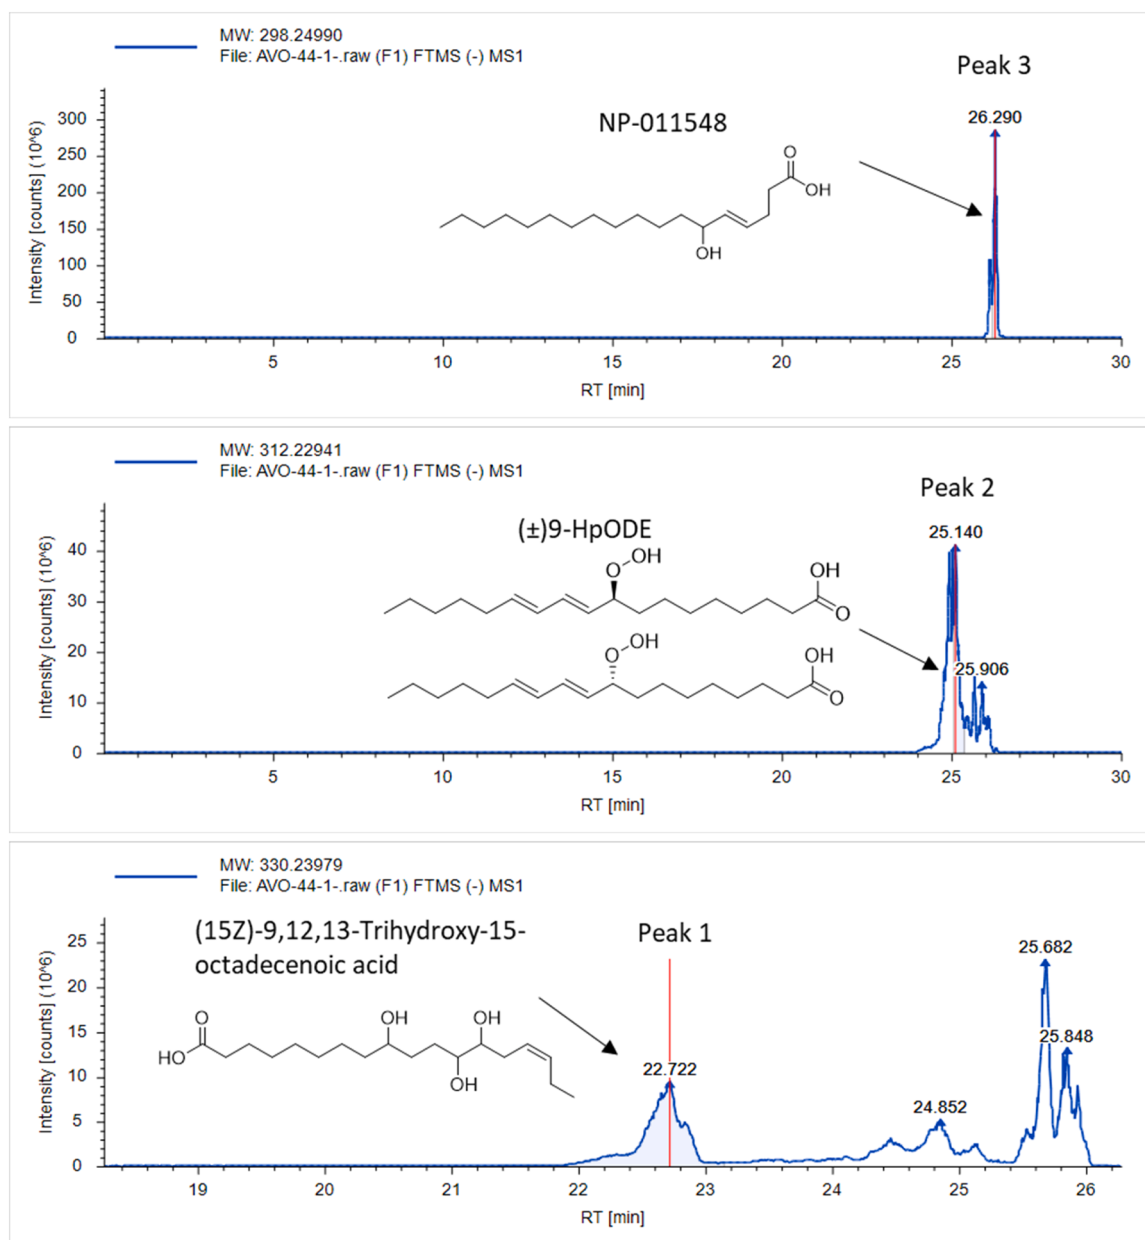 MW: 298.24990
File: AVO-44-1-.raw (F1) FTMS (-) MS1
Peak 3
26.290
NP-011548
O
OH
OH
Intensity [counts] (10^6)
300
250
200
150
100
50
0
5
10
15
20
25
30
RT [min]
MW: 312.22941
File: AVO-44-1-.raw (F1) FTMS (-) MS1
Peak 2
25.140
25.906
(±)9-HpODE
OH
O
OH
O
OH
O
OH
O
Intensity [counts] (10^6)
40
30
20
10
0
5
10
15
20
25
30
RT [min]
MW: 330.23979
File: AVO-44-1-.raw (F1) FTMS (-) MS1
(15Z)-9,12,13-Trihydroxy-15-
octadecenoic acid
Peak 1
22.722
24.852
25.682
25.848
O
HO
OH
OH
OH
Intensity [counts] (10^6)
25
20
15
10
5
0
19
20
21
22
23
24
25
26
RT [min]